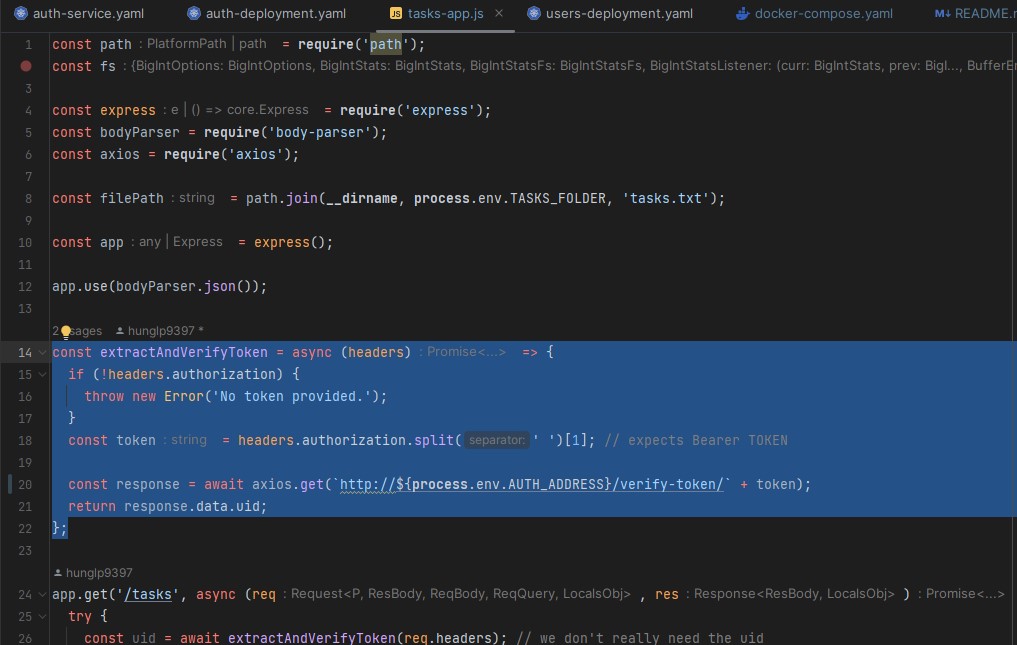 auth-service.yaml auth-deployment.yaml JS tasks-app.js × users-deployment.yaml docker-compose.yaml M↓ README.
1 const path : PlatformPath | path = require('path');
const fs : {BigIntOptions: BigIntOptions, BigIntStats: BigIntStats, BigIntStatsFs: BigIntStatsFs, BigIntStatsListener: (curr: BigIntStats, prev: BigI..., BufferEn
3
4 const express : e | () => core.Express = require('express');
5 const bodyParser = require('body-parser');
6 const axios = require('axios');
7
8 const filePath : string = path.join(__dirname, process.env.TASKS_FOLDER, 'tasks.txt');
9
10 const app : any | Express = express();
11
12 app.use(bodyParser.json());
13
2 sages hunglp9397 *
14 const extractAndVerifyToken = async (headers) : Promise<...> => {
15 if (!headers.authorization) {
16 throw new Error('No token provided.');
17 }
18 const token : string = headers.authorization.split( separator: ' ')[1]; // expects Bearer TOKEN
19
20 const response = await axios.get(`http://${process.env.AUTH_ADDRESS}/verify-token/` + token);
21 return response.data.uid;
22 };
23
hunglp9397
24 app.get('/tasks', async (req : Request<P, ResBody, ReqBody, ReqQuery, LocalsObj> , res : Response<ResBody, LocalsObj> ) : Promise<...>
25 try {
26 const uid = await extractAndVerifyToken(req.headers); // we don't really need the uid